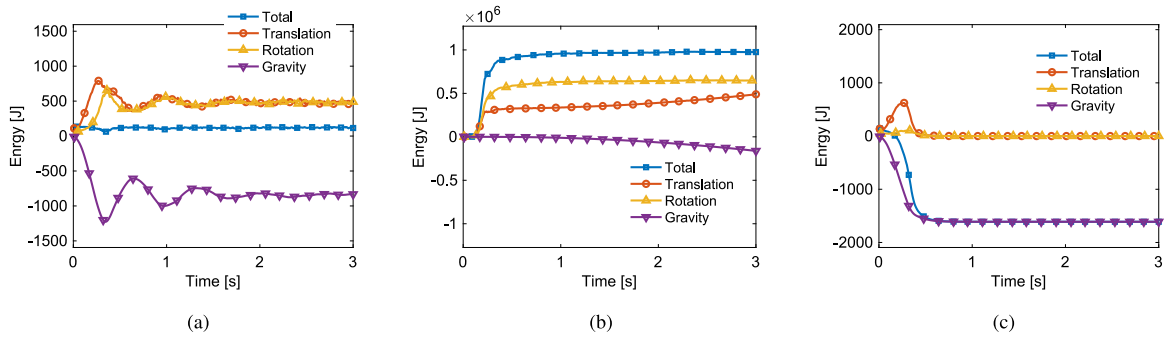 1500
1000
500
0
-500
-1000
-1500
Enrgy [J]
0
1
2
3
Time [s]
Total
Translation
Rotation
Gravity
(a)
×10⁶
1
0.5
0
-0.5
-1
Enrgy [J]
0
1
2
3
Time [s]
Total
Translation
Rotation
Gravity
(b)
2000
1000
0
-1000
-2000
Enrgy [J]
0
1
2
3
Time [s]
Total
Translation
Rotation
Gravity
(c)